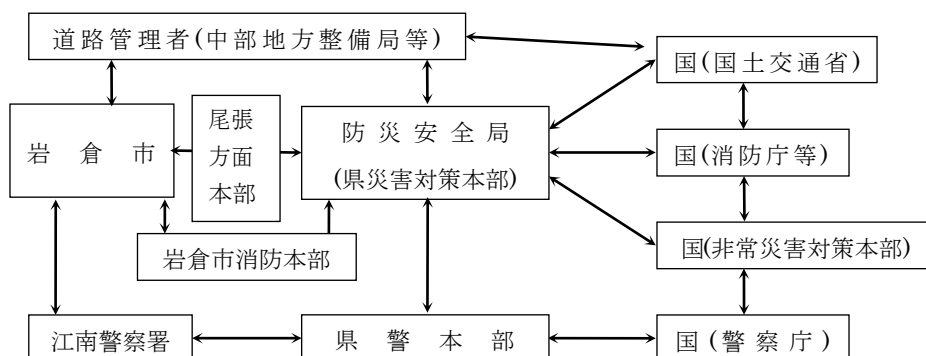 道路管理者(中部地方整備局等)
国(国土交通省)
岩倉市
尾張
方面
本部
防災安全局
(県災害対策本部)
国(消防庁等)
岩倉市消防本部
国(非常災害対策本部)
江南警察署
県警本部
国(警察庁)